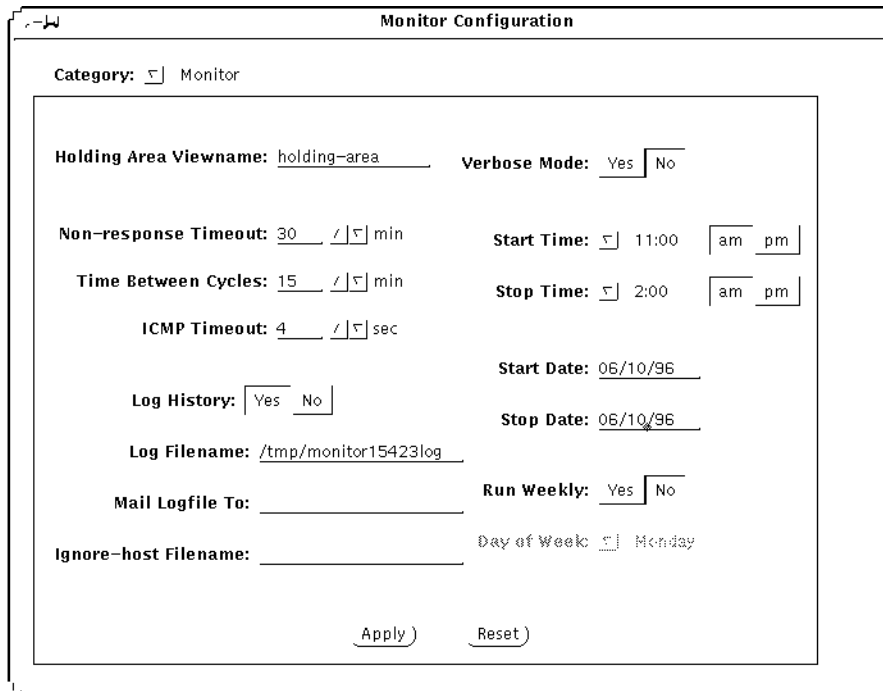 Monitor Configuration
Category: Monitor
Holding Area Viewname: holding-area
Verbose Mode: Yes No
Non-response Timeout: 30 min
Start Time: 11:00 am pm
Time Between Cycles: 15 min
Stop Time: 2:00 am pm
ICMP Timeout: 4 sec
Start Date: 06/10/96
Log History: Yes No
Stop Date: 06/10/96
Log Filename: /tmp/monitor15423log
Run Weekly: Yes No
Mail Logfile To:
Day of Week: Monday
Ignore-host Filename:
Apply Reset